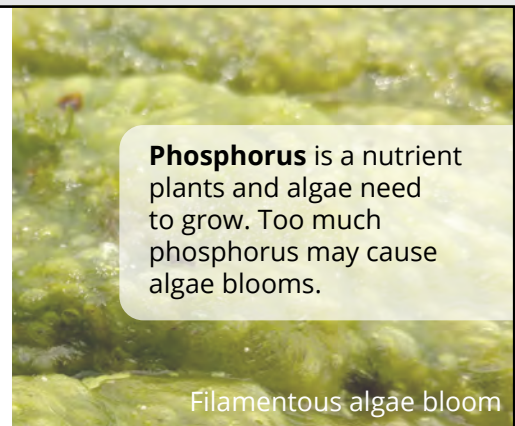 Phosphorus is a nutrient
plants and algae need
to grow. Too much
phosphorus may cause
algae blooms.
Filamentous algae bloom